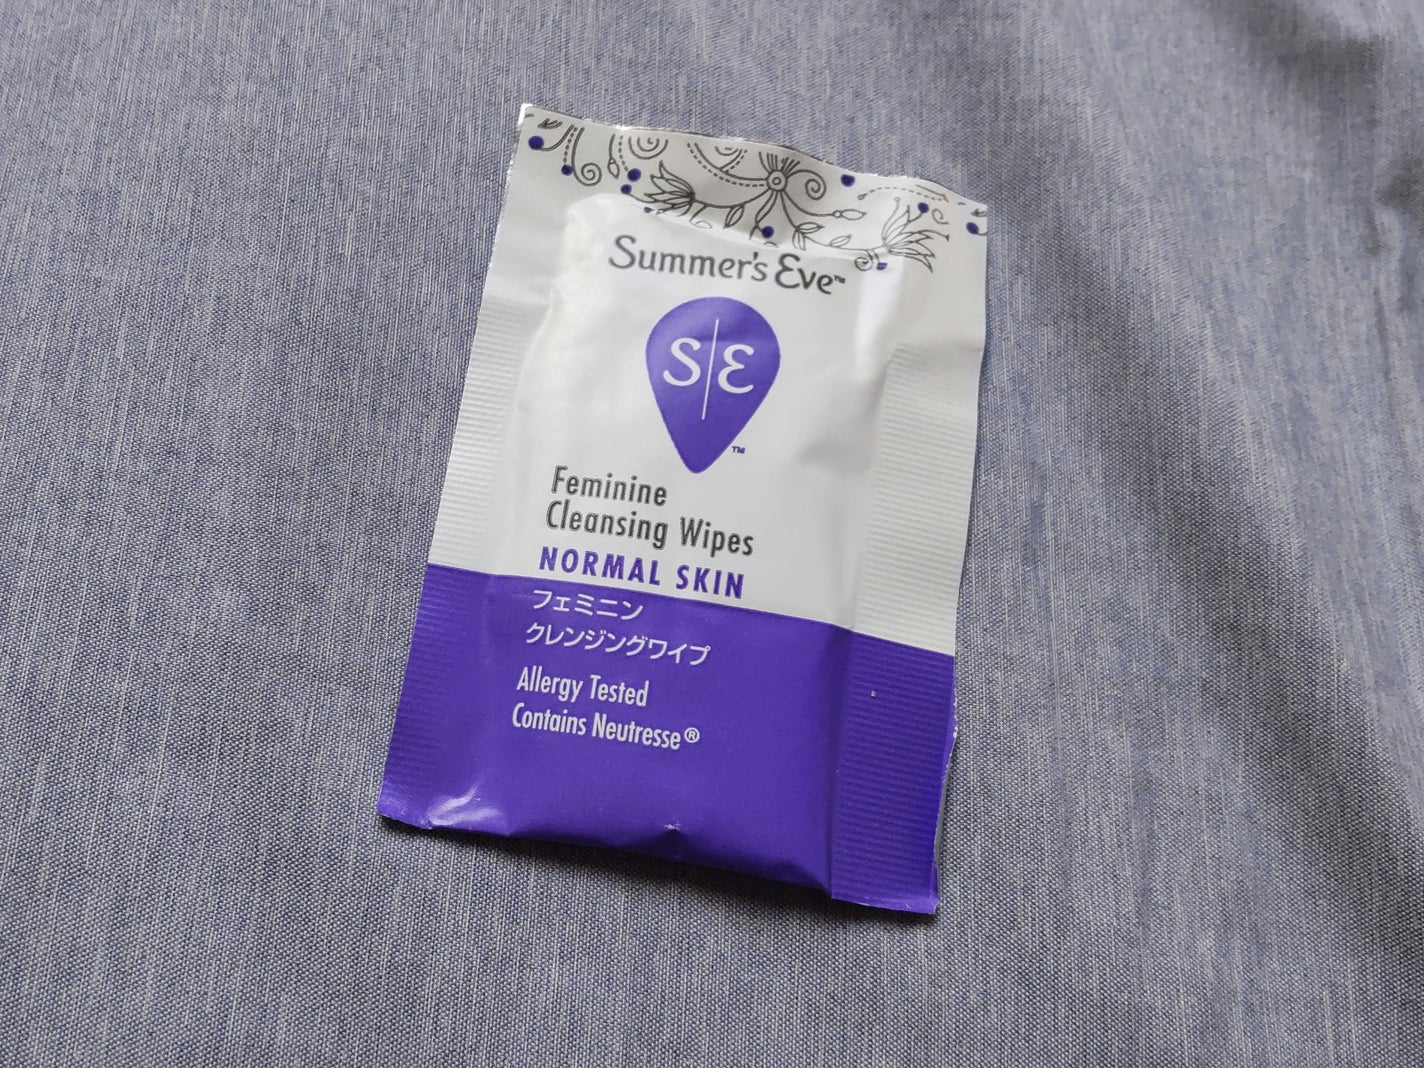 Summer's Eve™
S|E
™
Feminine
Cleansing Wipes
NORMAL SKIN
フェミニン
クレンジングワイプ
Allergy Tested
Contains Neutresse®